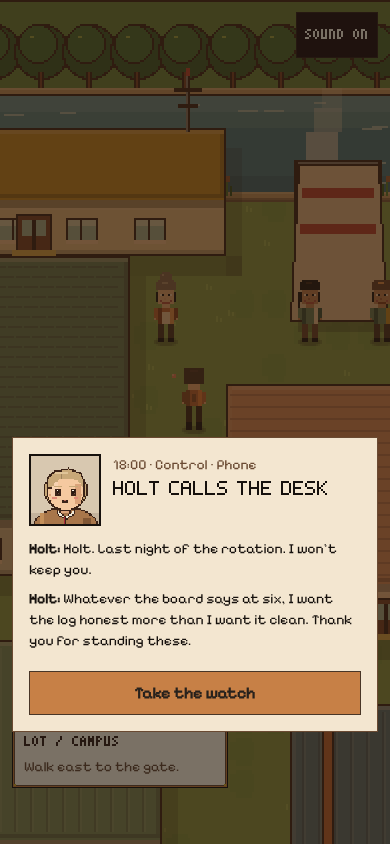 SOUND ON
18:00 · Control · Phone
HOLT CALLS THE DESK
Holt: Holt. Last night of the rotation. I won't
keep you.
Holt: Whatever the board says at six, I want
the log honest more than I want it clean. Thank
you for standing these.
Take the watch
LOT / CAMPUS
Walk east to the gate.